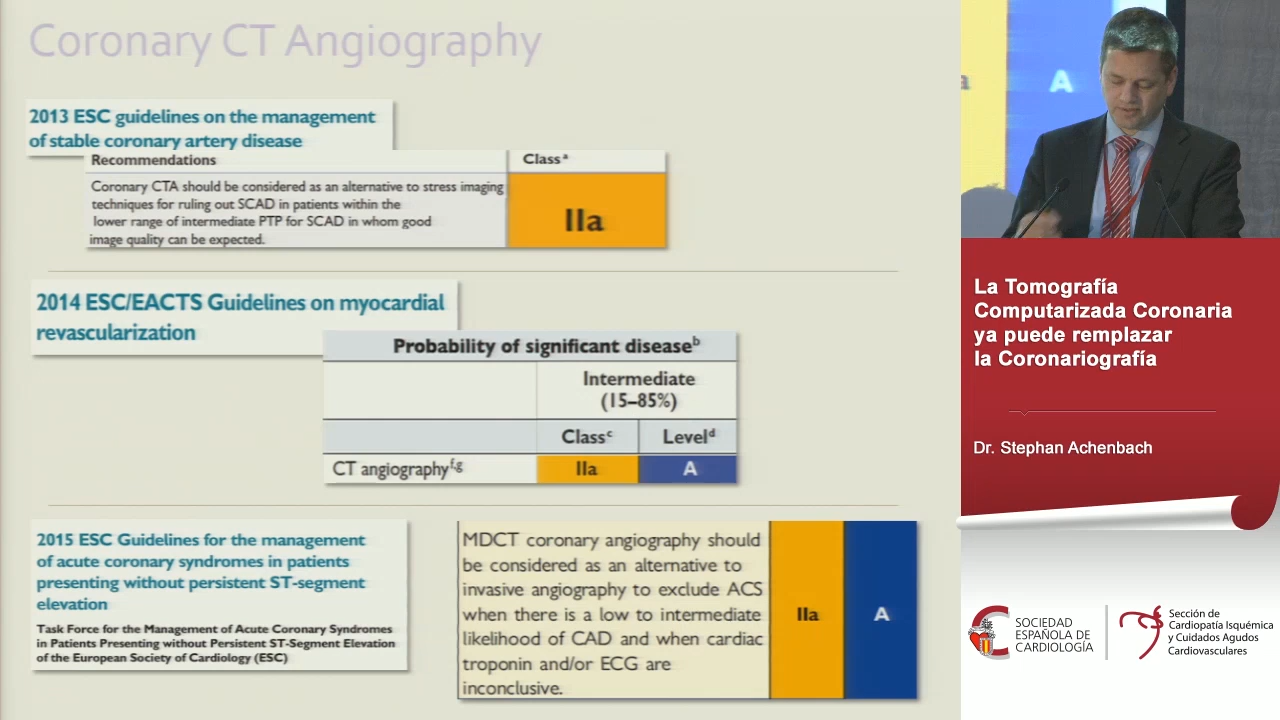 Coronary CT Angiography
2013 ESC guidelines on the management
of stable coronary artery disease
Recommendations
Classᵃ
Coronary CTA should be considered as an alternative to stress imaging
techniques for ruling out SCAD in patients within the
lower range of intermediate PTP for SCAD in whom good
image quality can be expected.
IIa
2014 ESC/EACTS Guidelines on myocardial
revascularization
Probability of significant diseaseᵇ
Intermediate
(15–85%)
Classᶜ
Levelᵈ
CT angiographyᶠ,ᵍ
IIa
A
2015 ESC Guidelines for the management
of acute coronary syndromes in patients
presenting without persistent ST-segment
elevation
Task Force for the Management of Acute Coronary Syndromes
in Patients Presenting without Persistent ST-Segment Elevation
of the European Society of Cardiology (ESC)
MDCT coronary angiography should
be considered as an alternative to
invasive angiography to exclude ACS
when there is a low to intermediate
likelihood of CAD and when cardiac
troponin and/or ECG are
inconclusive.
IIa
A
a
A
La Tomografía
Computarizada Coronaria
ya puede remplazar
la Coronariografía
Dr. Stephan Achenbach
SOCIEDAD
ESPAÑOLA DE
CARDIOLOGÍA
Sección de
Cardiopatía Isquémica
y Cuidados Agudos
Cardiovasculares